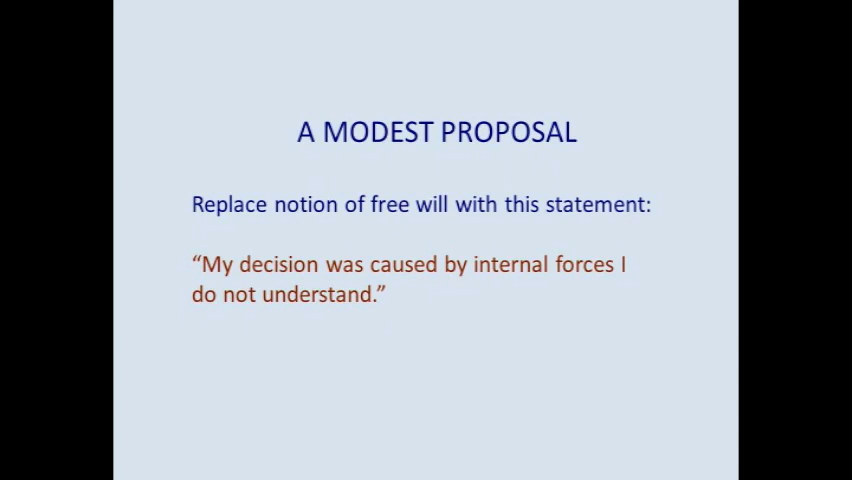 A MODEST PROPOSAL
Replace notion of free will with this statement:
“My decision was caused by internal forces I
do not understand.”